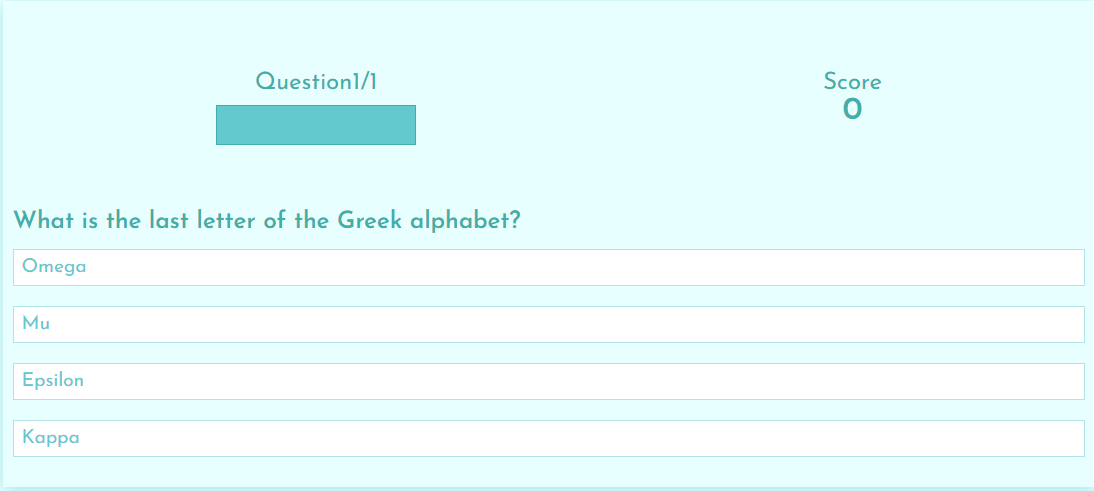 Question1/1
Score
0
What is the last letter of the Greek alphabet?
Omega
Mu
Epsilon
Kappa